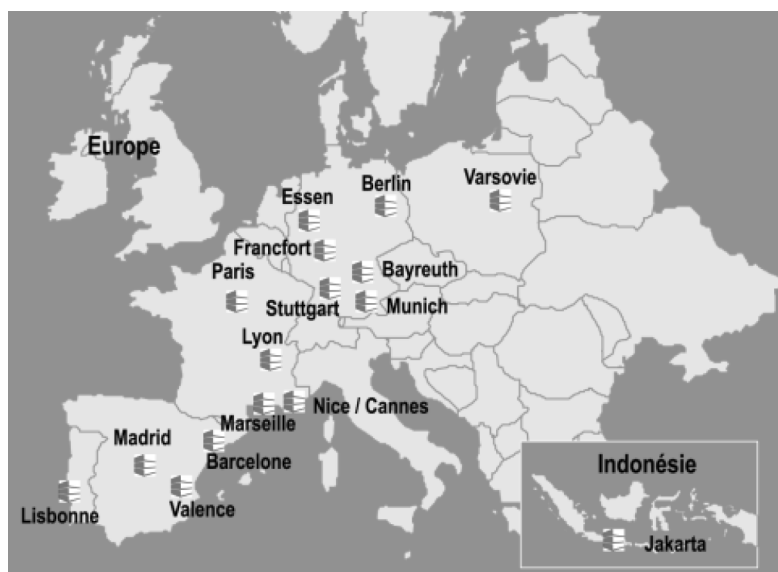 Europe
Essen
Berlin
Varsovie
Francfort
Paris
Bayreuth
Stuttgart
Munich
Lyon
Marseille
Nice / Cannes
Madrid
Barcelone
Lisbonne
Valence
Indonésie
Jakarta